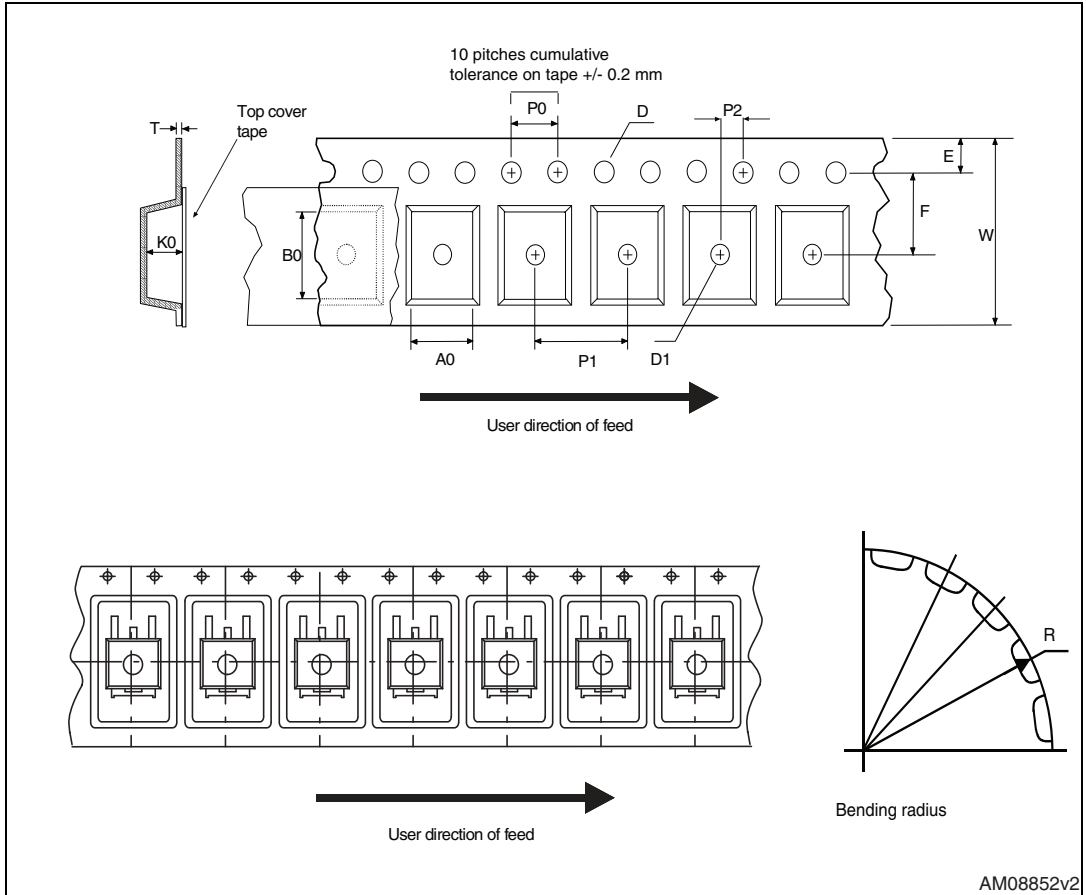 10 pitches cumulative
tolerance on tape +/- 0.2 mm
T
Top cover
tape
P0
D
P2
E
F
W
K0
B0
A0
P1
D1
User direction of feed
R
Bending radius
User direction of feed
AM08852v2